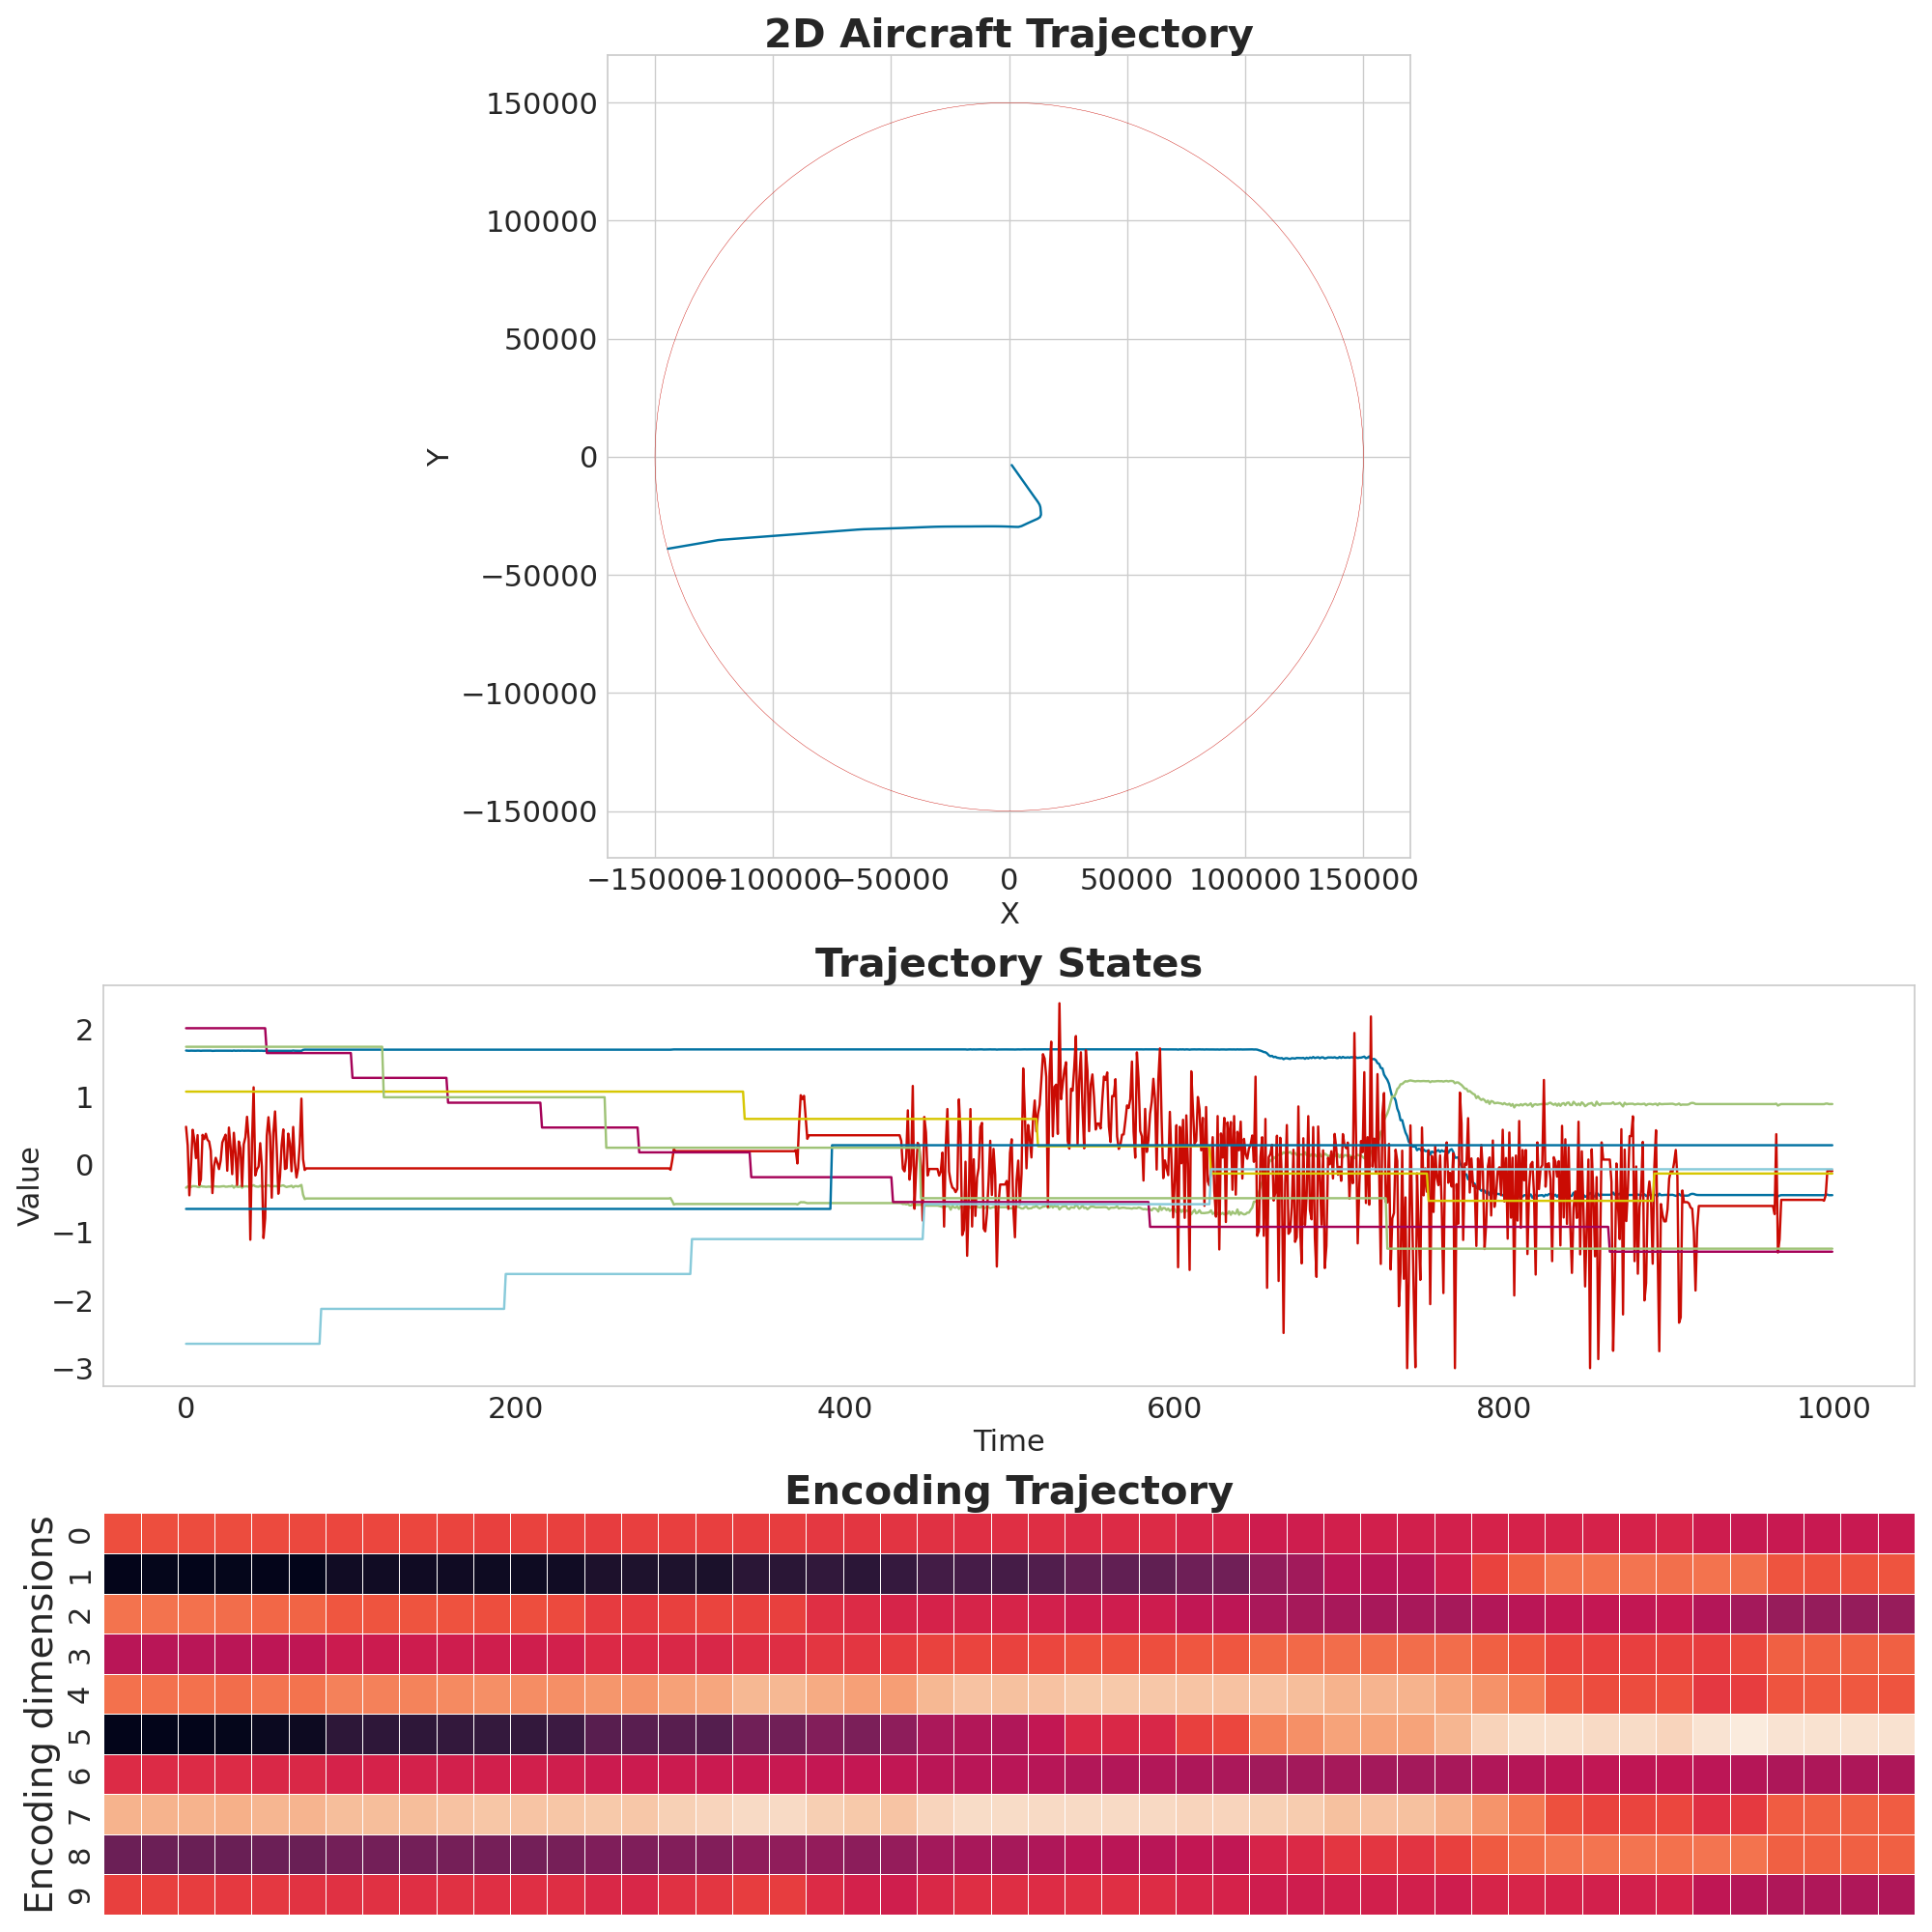 2D Aircraft Trajectory
150000
100000
50000
0
−50000
−100000
−150000
Y
−150000 −100000 −50000 0 50000 100000 150000
X
Trajectory States
2
1
0
−1
−2
−3
Value
0 200 400 600 800 1000
Time
Encoding Trajectory
Encoding dimensions
0
1
2
3
4
5
6
7
8
9